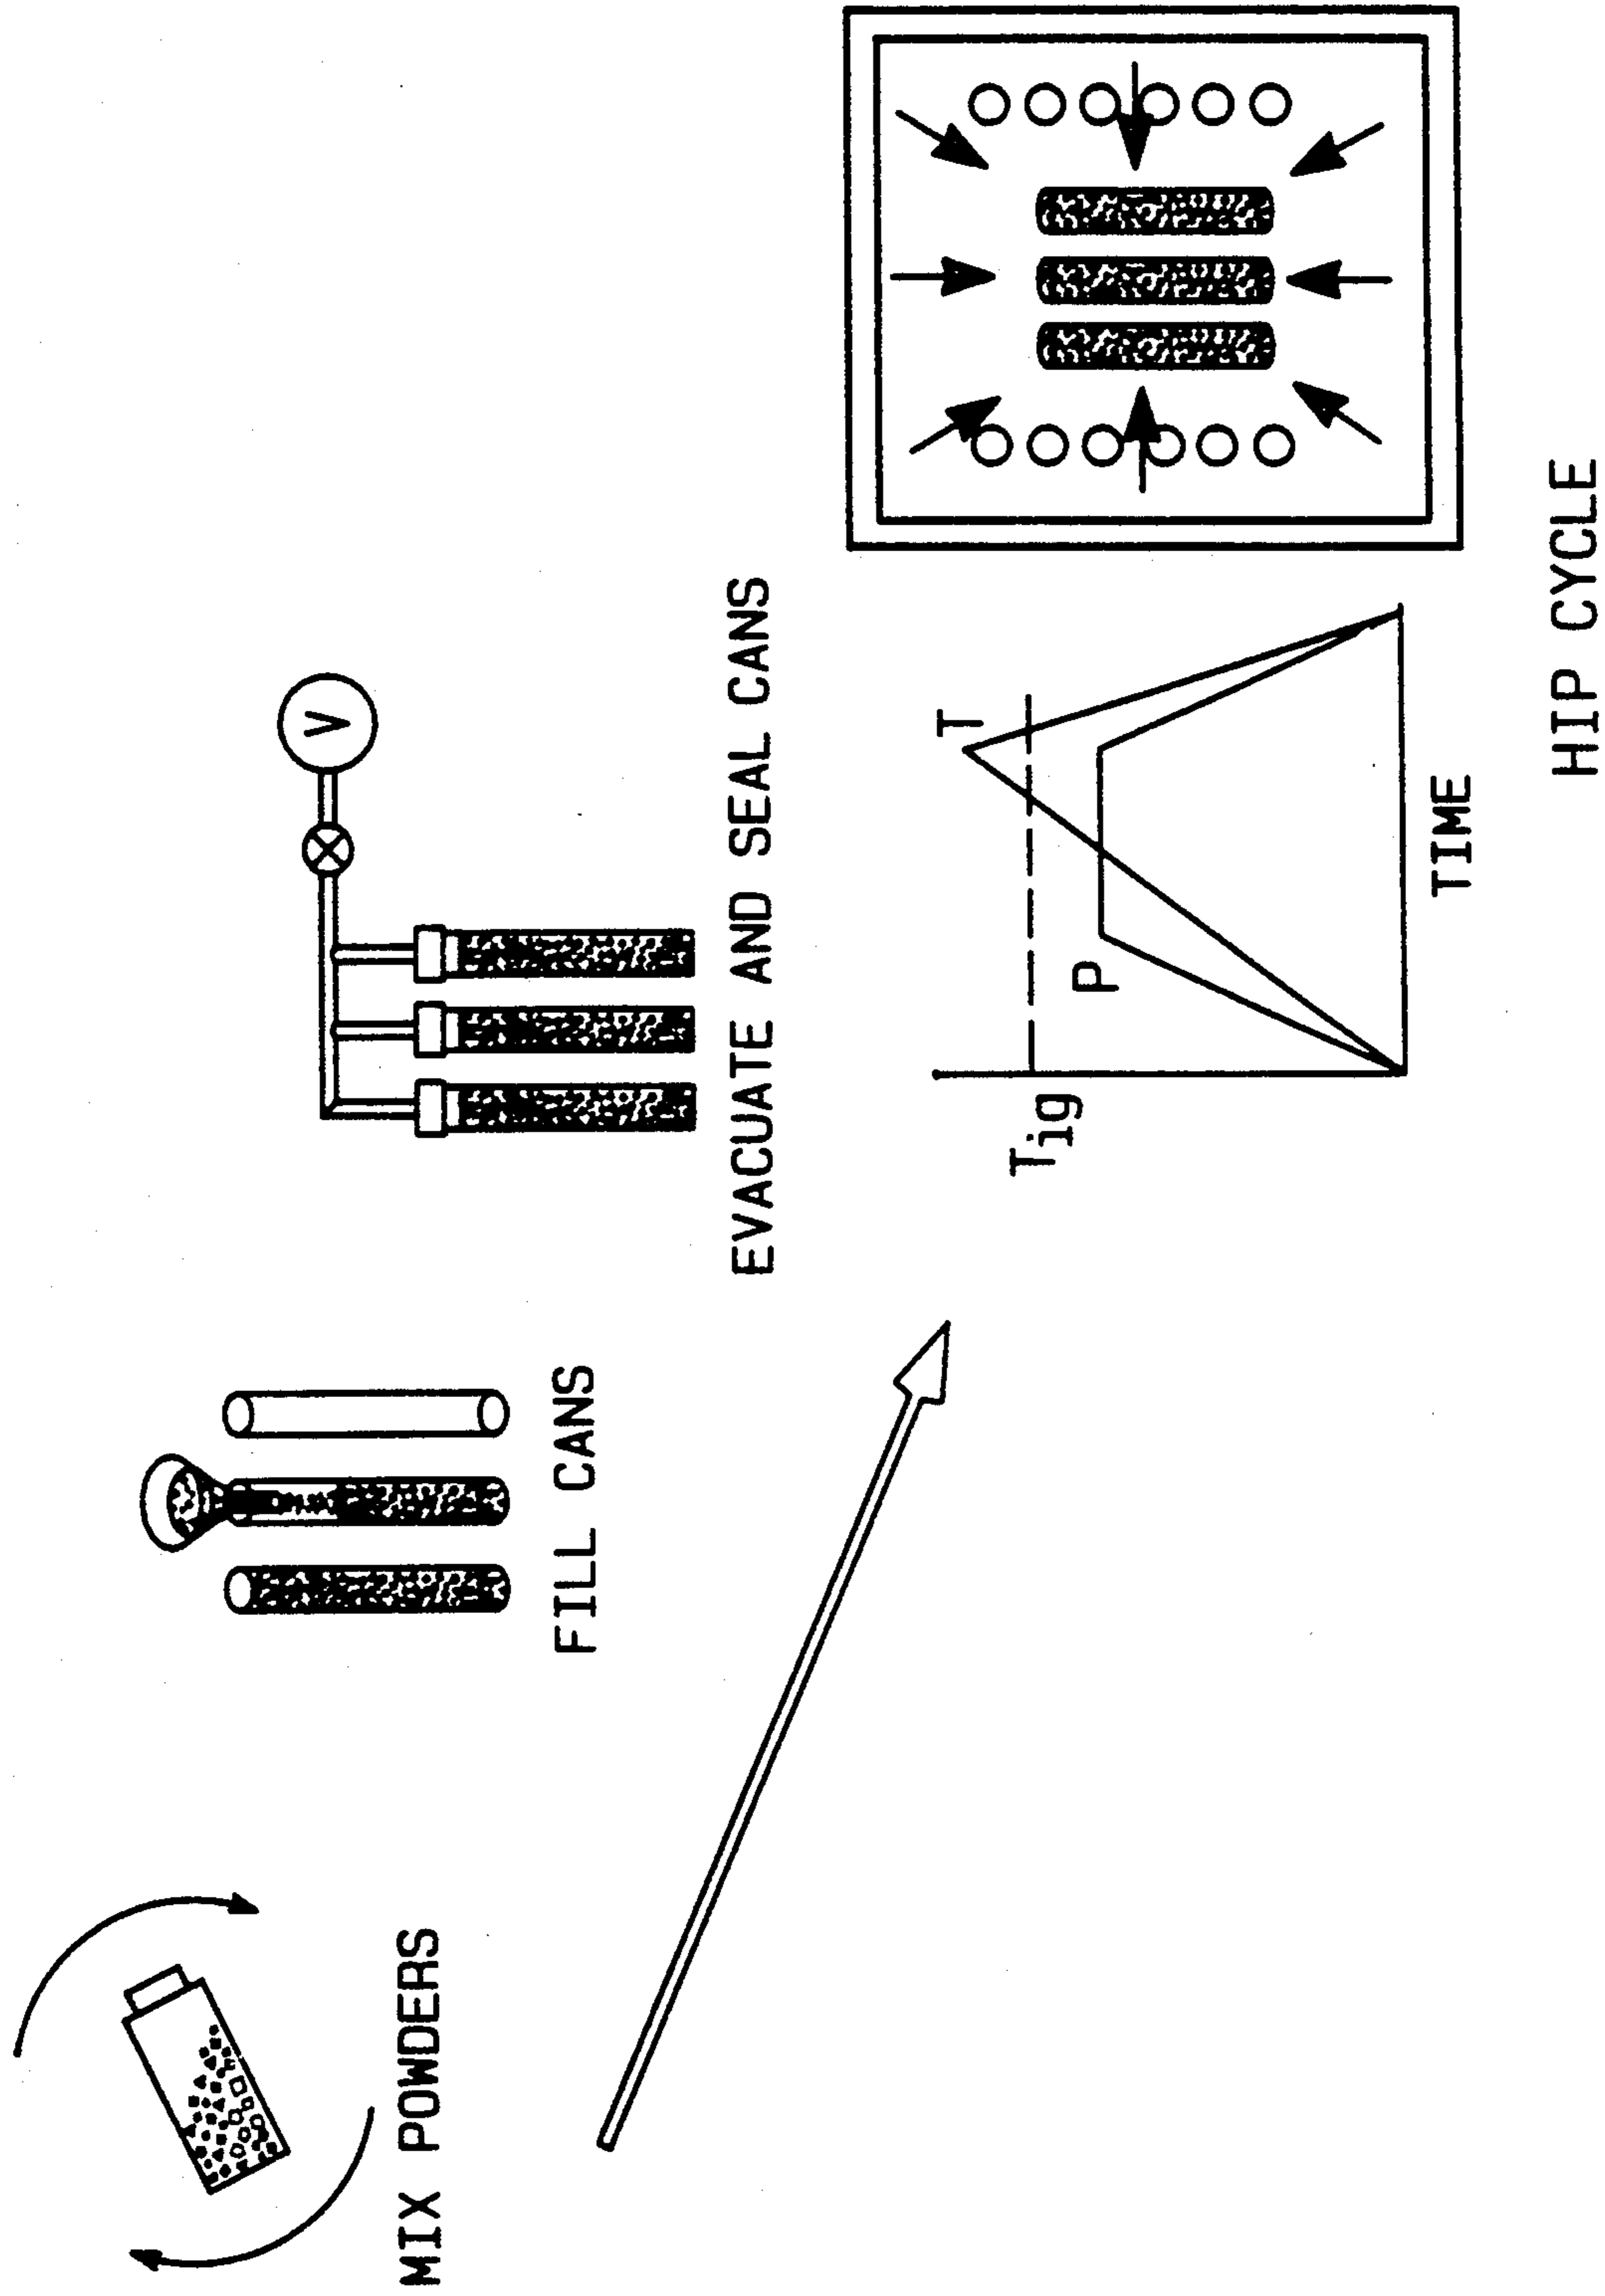 MIX POWDERS
FILL CANS
V
EVACUATE AND SEAL CANS
T
Tig
P
TIME
HIP CYCLE